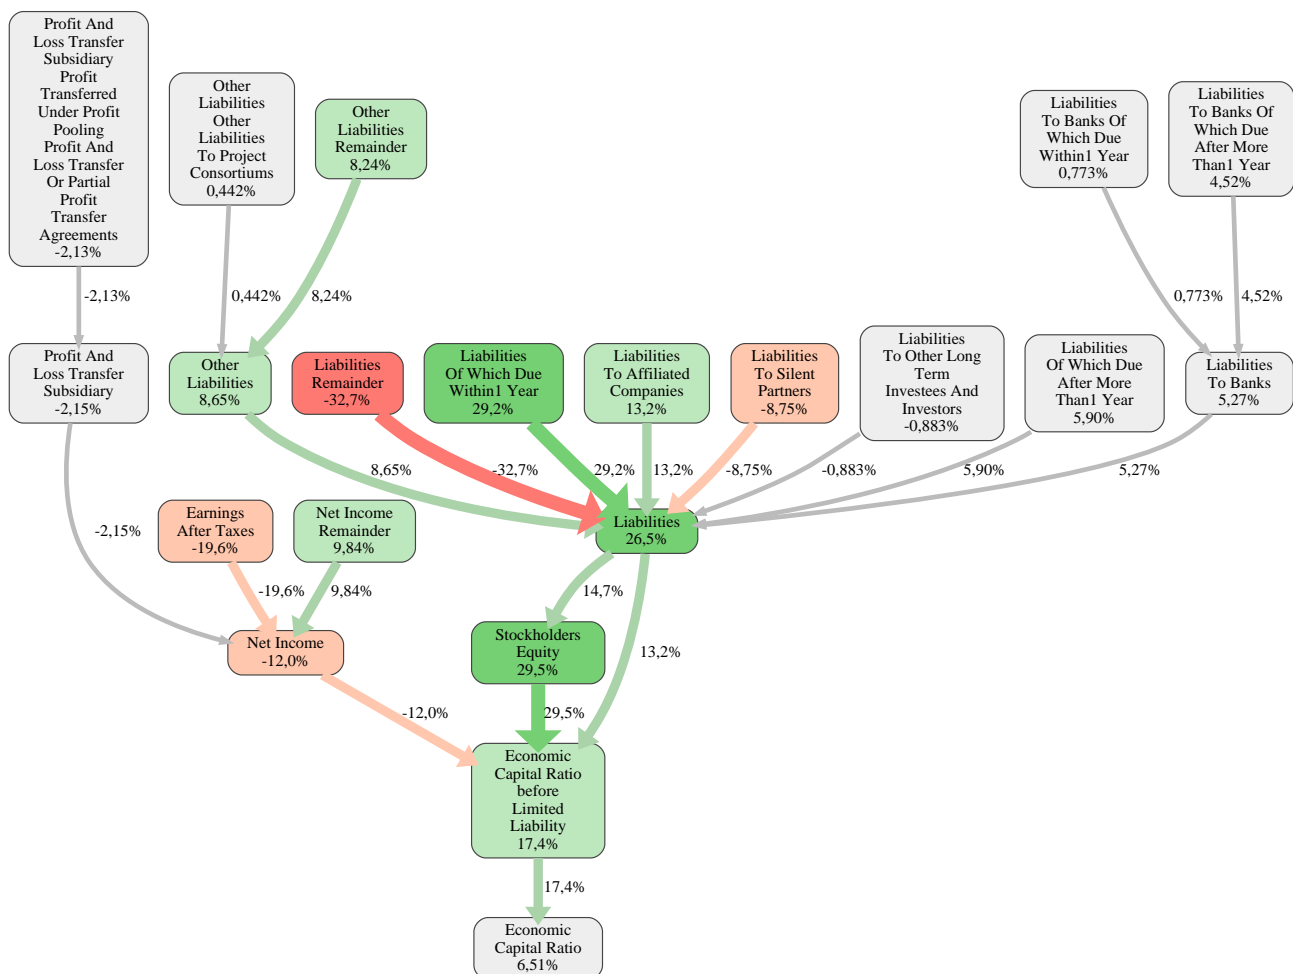 Profit And
Loss Transfer
Subsidiary
Profit
Transferred
Under Profit
Pooling
Profit And
Loss Transfer
Or Partial
Profit
Transfer
Agreements
-2,13%
Other
Liabilities
Other
Liabilities
To Project
Consortiums
0,442%
Other
Liabilities
Remainder
8,24%
Liabilities
To Banks Of
Which Due
Within1 Year
0,773%
Liabilities
To Banks Of
Which Due
After More
Than1 Year
4,52%
-2,13%
0,442%
8,24%
0,773%
4,52%
Profit And
Loss Transfer
Subsidiary
-2,15%
Other
Liabilities
8,65%
Liabilities
Remainder
-32,7%
Liabilities
Of Which Due
Within1 Year
29,2%
Liabilities
To Affiliated
Companies
13,2%
Liabilities
To Silent
Partners
-8,75%
Liabilities
To Other Long
Term
Investees And
Investors
-0,883%
Liabilities
Of Which Due
After More
Than1 Year
5,90%
Liabilities
To Banks
5,27%
8,65%
-32,7%
29,2%
13,2%
-8,75%
-0,883%
5,90%
5,27%
-2,15%
Earnings
After Taxes
-19,6%
Net Income
Remainder
9,84%
Liabilities
26,5%
-19,6%
9,84%
14,7%
13,2%
Net Income
-12,0%
Stockholders
Equity
29,5%
-12,0%
29,5%
Economic
Capital Ratio
before
Limited
Liability
17,4%
17,4%
Economic
Capital Ratio
6,51%